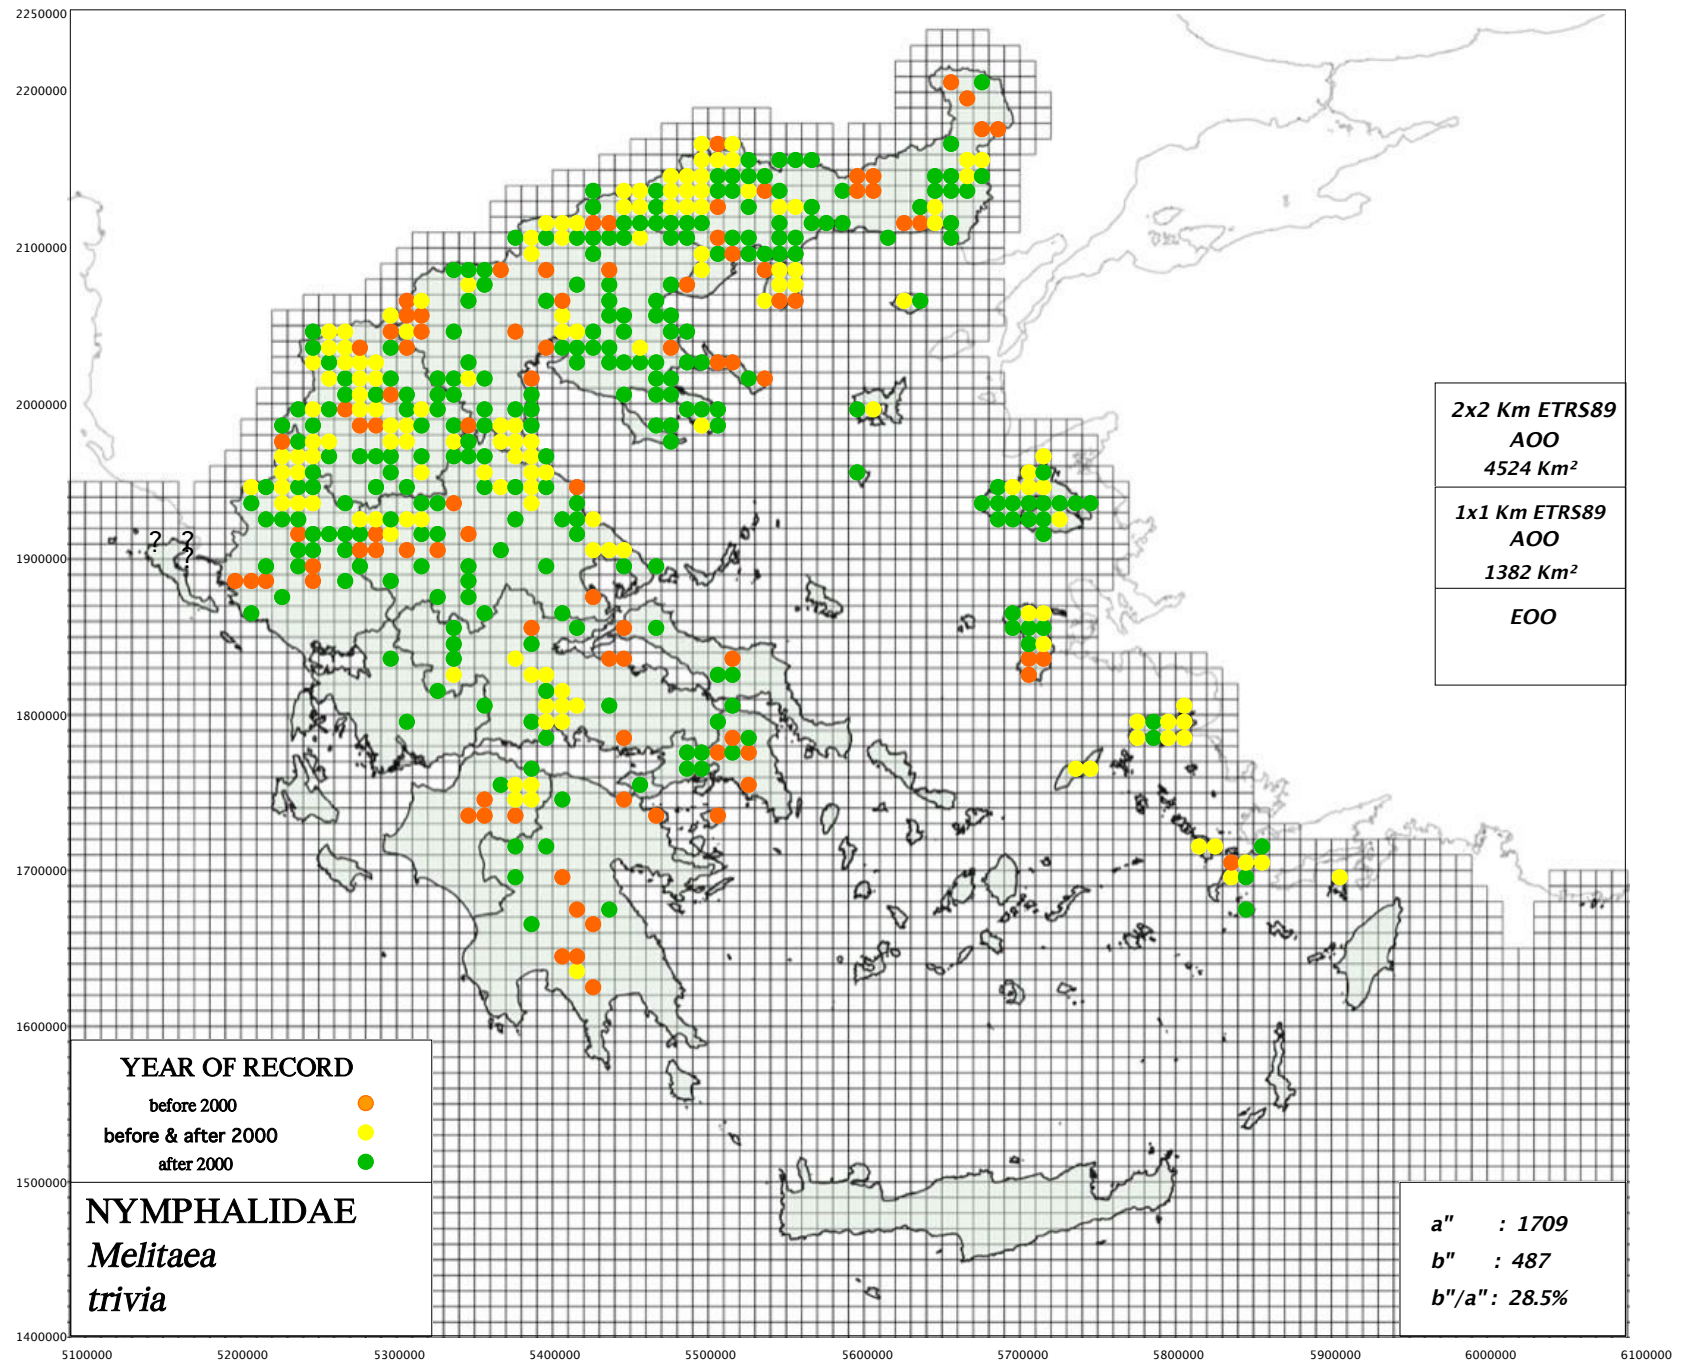 2250000
2200000
2100000
2000000
1900000
1800000
1700000
1600000
1500000
1400000
5100000 5200000 5300000 5400000 5500000 5600000 5700000 5800000 5900000 6000000 6100000
? ?
?
2x2 Km ETRS89
AOO
4524 Km²
1x1 Km ETRS89
AOO
1382 Km²
EOO
YEAR OF RECORD
before 2000
before & after 2000
after 2000
NYMPHALIDAE
Melitaea
trivia
a" : 1709
b" : 487
b"/a" : 28.5%